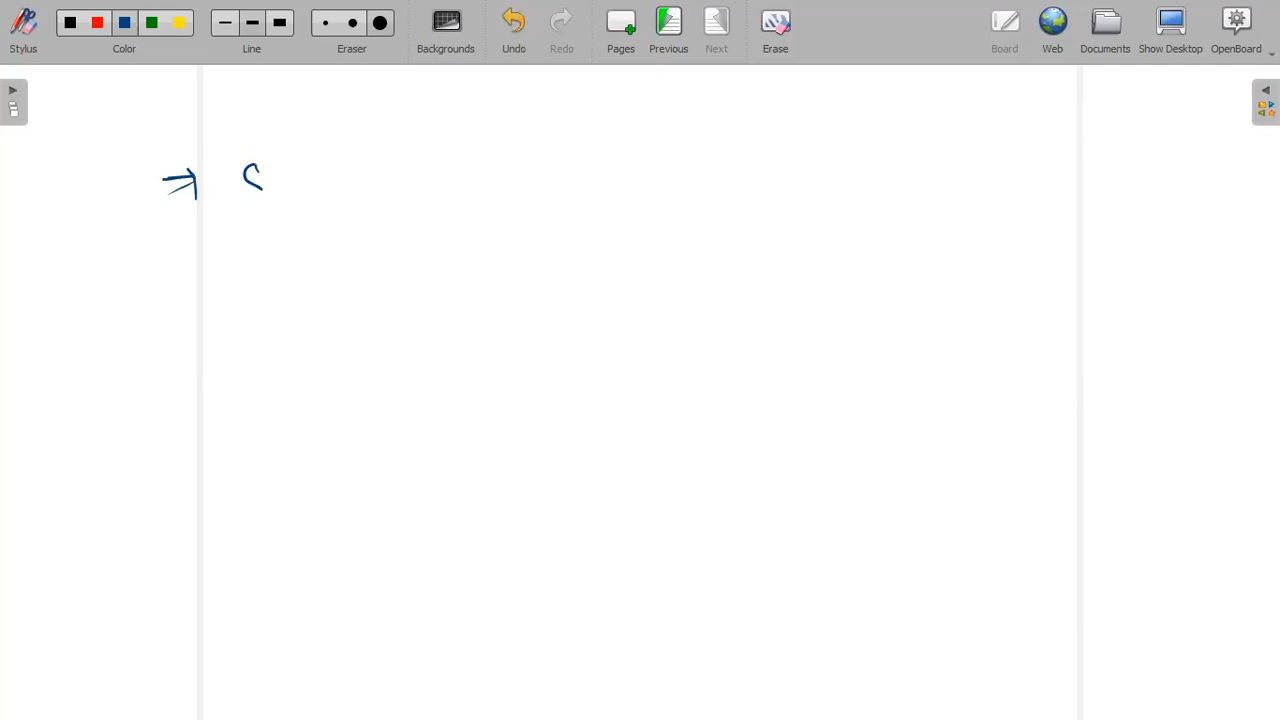 Stylus Color Line Eraser Backgrounds Undo Redo Pages Previous Next Erase Board Web Documents Show Desktop OpenBoard
→